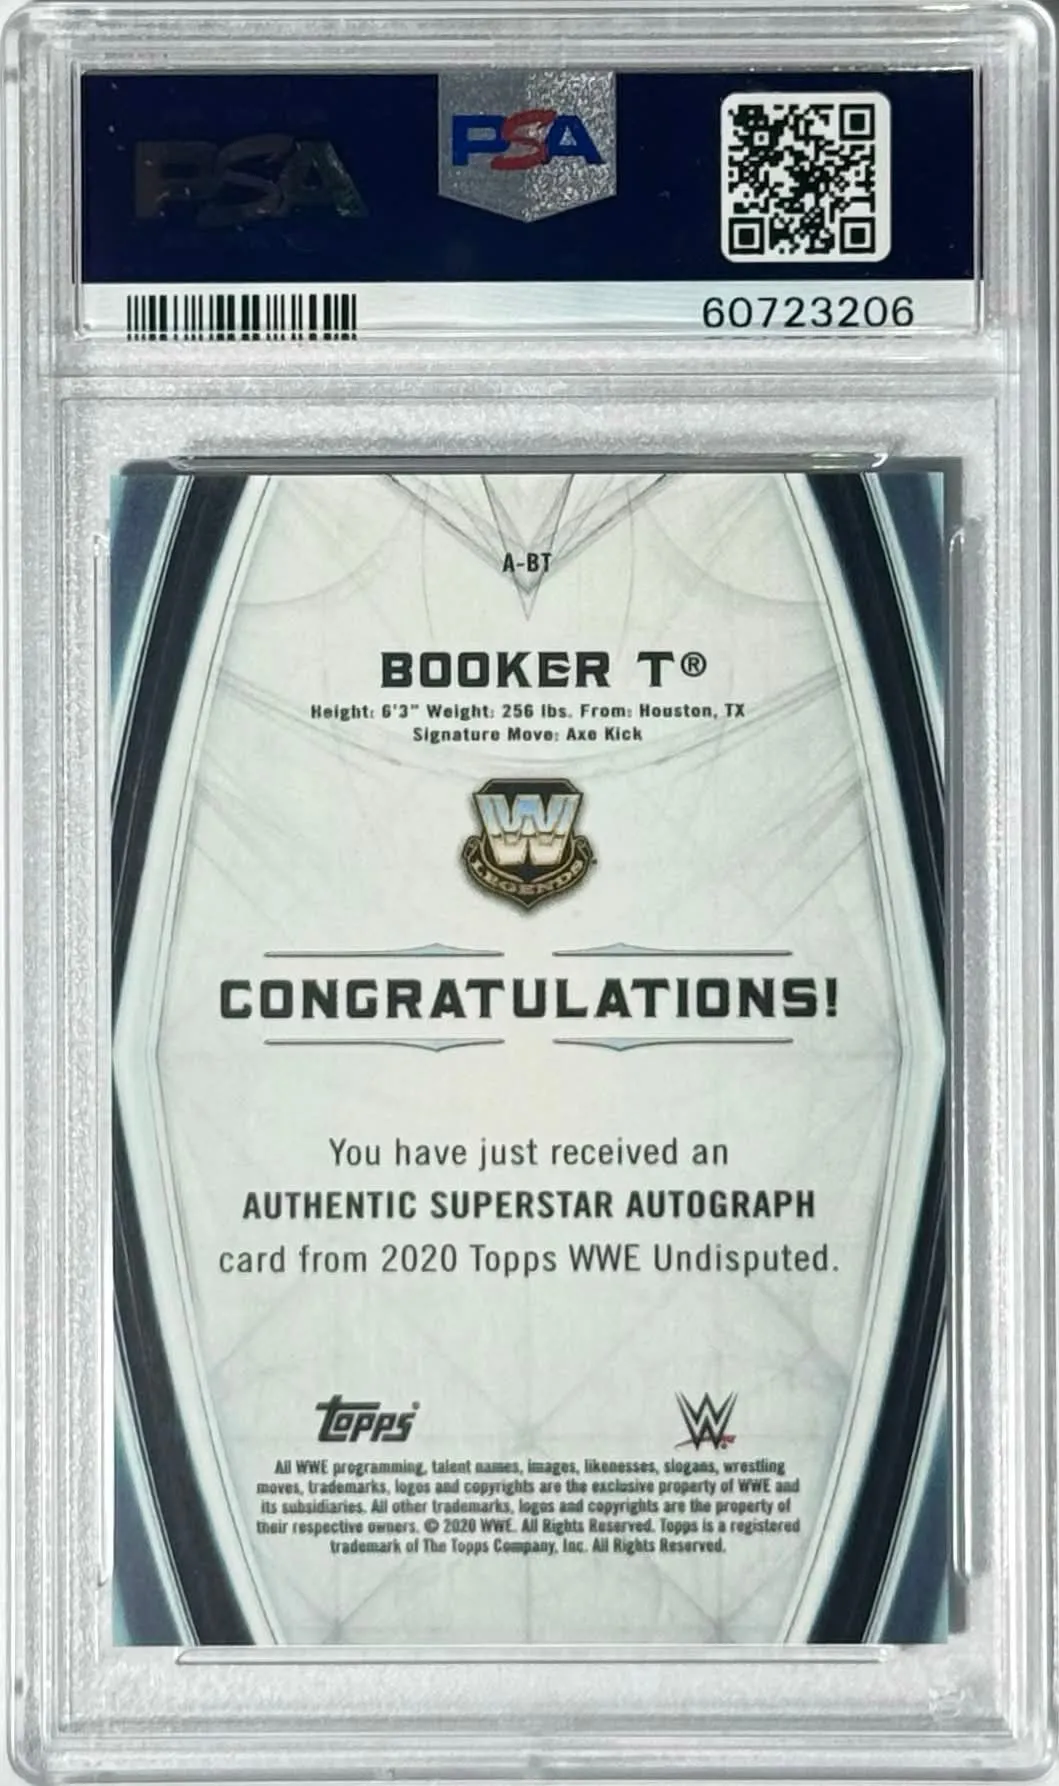 PSA
PSA
60723206
A-BT
BOOKER T®
Height: 6'3" Weight: 256 lbs. From: Houston, TX
Signature Move: Axe Kick
W
LEGENDS
CONGRATULATIONS!
You have just received an
AUTHENTIC SUPERSTAR AUTOGRAPH
card from 2020 Topps WWE Undisputed.
topps®
W
All WWE programming, talent names, images, likenesses, slogans, wrestling
moves, trademarks, logos and copyrights are the exclusive property of WWE and
its subsidiaries. All other trademarks, logos and copyrights are the property of
their respective owners. © 2020 WWE. All Rights Reserved. Topps is a registered
trademark of The Topps Company, Inc. All Rights Reserved.